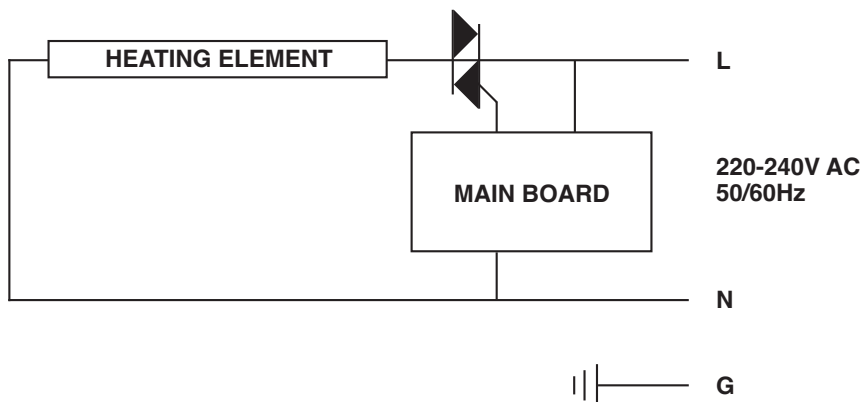 HEATING ELEMENT
L
MAIN BOARD
220-240V AC
50/60Hz
N
G